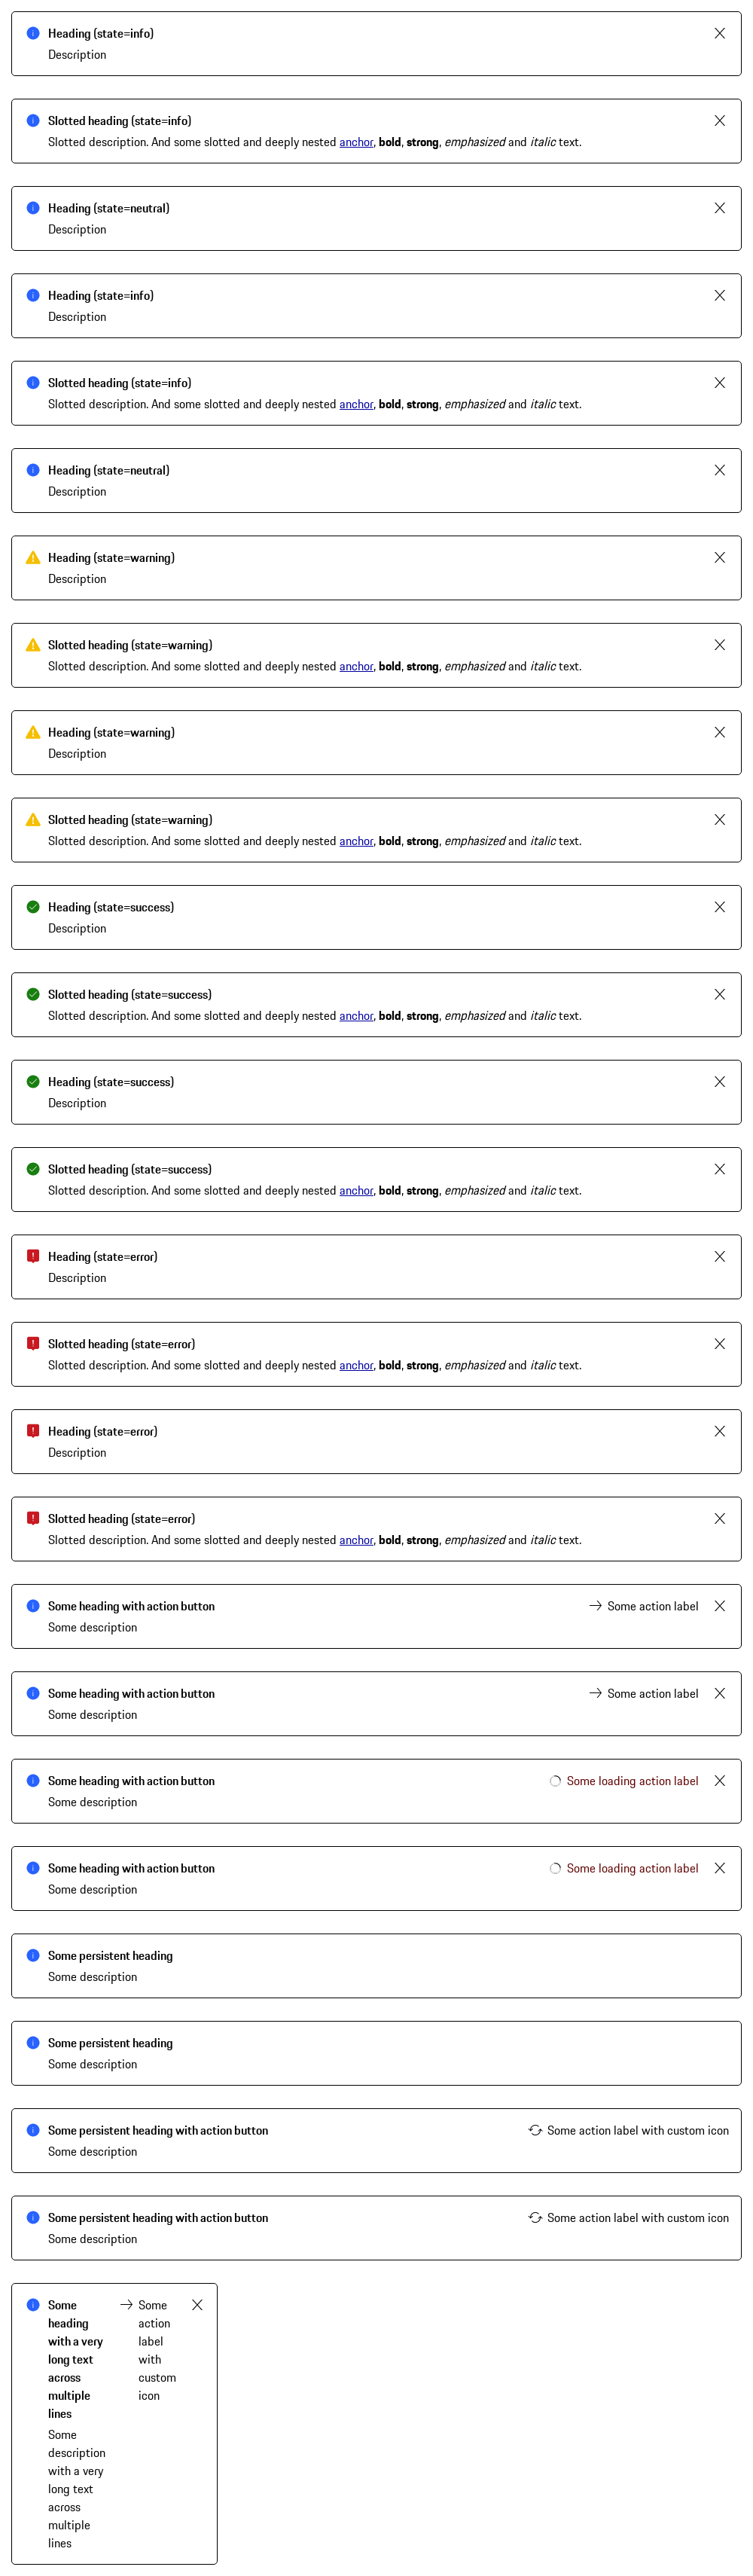 Heading (state=info)
Description
Slotted heading (state=info)
Slotted description. And some slotted and deeply nested anchor, bold, strong, emphasized and italic text.
Heading (state=neutral)
Description
Heading (state=info)
Description
Slotted heading (state=info)
Slotted description. And some slotted and deeply nested anchor, bold, strong, emphasized and italic text.
Heading (state=neutral)
Description
Heading (state=warning)
Description
Slotted heading (state=warning)
Slotted description. And some slotted and deeply nested anchor, bold, strong, emphasized and italic text.
Heading (state=warning)
Description
Slotted heading (state=warning)
Slotted description. And some slotted and deeply nested anchor, bold, strong, emphasized and italic text.
Heading (state=success)
Description
Slotted heading (state=success)
Slotted description. And some slotted and deeply nested anchor, bold, strong, emphasized and italic text.
Heading (state=success)
Description
Slotted heading (state=success)
Slotted description. And some slotted and deeply nested anchor, bold, strong, emphasized and italic text.
Heading (state=error)
Description
Slotted heading (state=error)
Slotted description. And some slotted and deeply nested anchor, bold, strong, emphasized and italic text.
Heading (state=error)
Description
Slotted heading (state=error)
Slotted description. And some slotted and deeply nested anchor, bold, strong, emphasized and italic text.
Some heading with action button
Some action label
Some description
Some heading with action button
Some action label
Some description
Some heading with action button
Some loading action label
Some description
Some heading with action button
Some loading action label
Some description
Some persistent heading
Some description
Some persistent heading
Some description
Some persistent heading with action button
Some action label with custom icon
Some description
Some persistent heading with action button
Some action label with custom icon
Some description
Some
heading
with a very
long text
across
multiple
lines
Some
description
with a very
long text
across
multiple
lines
Some
action
label
with
custom
icon